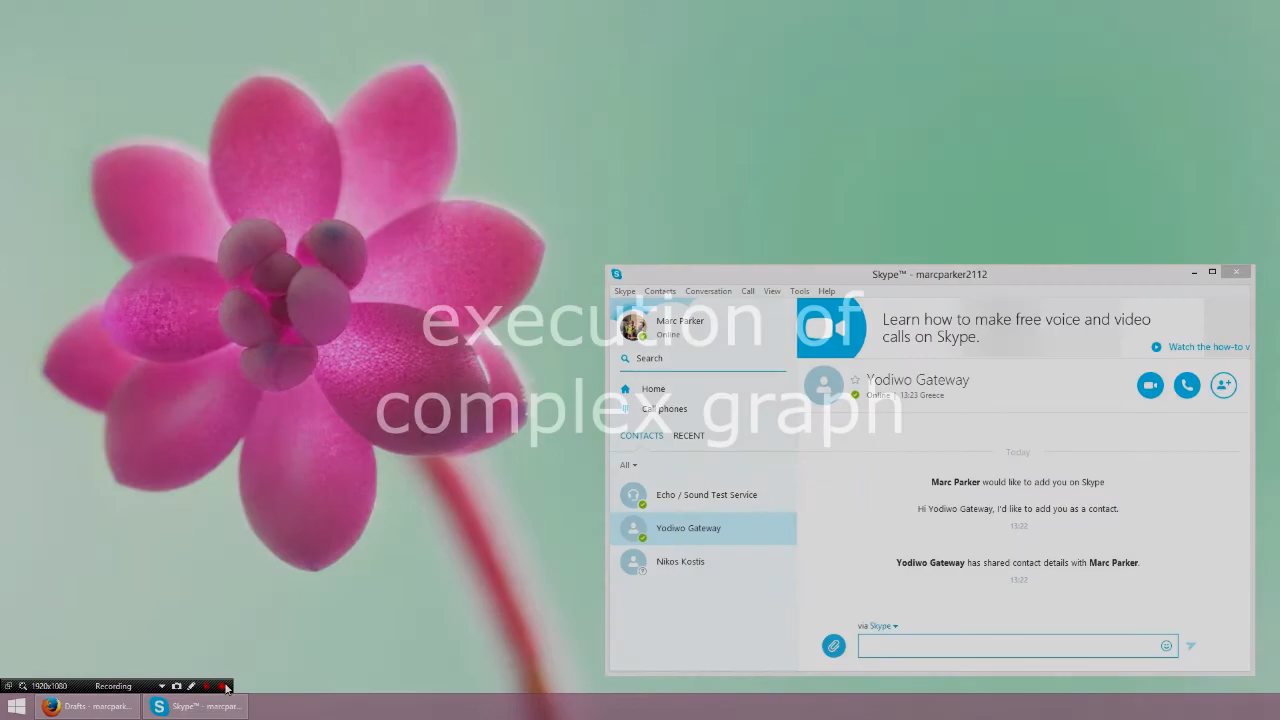 Skype™ - marcparker2112
Skype Contacts Conversation Call View Tools Help
Marc Parker
Online
Search
Home
Call phones
CONTACTS RECENT
All
Echo / Sound Test Service
Yodiwo Gateway
Nikos Kostis
Learn how to make free voice and video
calls on Skype.
Watch the how-to v
Yodiwo Gateway
Online | 13:23 Greece
Today
Marc Parker would like to add you on Skype
Hi Yodiwo Gateway, I'd like to add you as a contact.
13:22
Yodiwo Gateway has shared contact details with Marc Parker.
13:22
via Skype
execution of
complex graph
1920x1080 Recording
Drafts - marcpark...
Skype™ - marcpar...